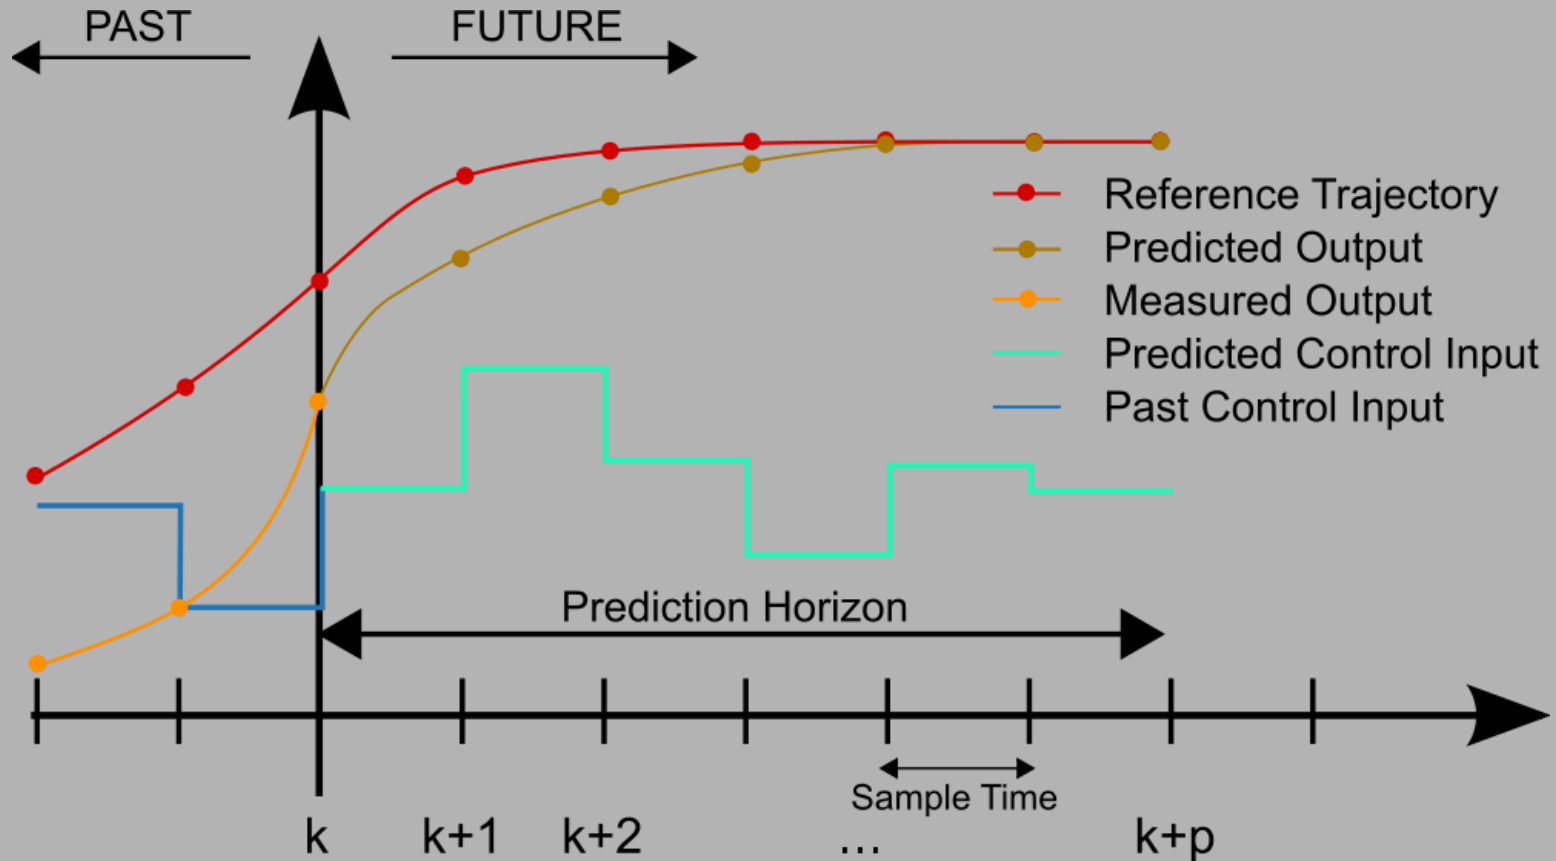 PAST
FUTURE
Reference Trajectory
Predicted Output
Measured Output
Predicted Control Input
Past Control Input
Prediction Horizon
Sample Time
k k+1 k+2 ... k+p